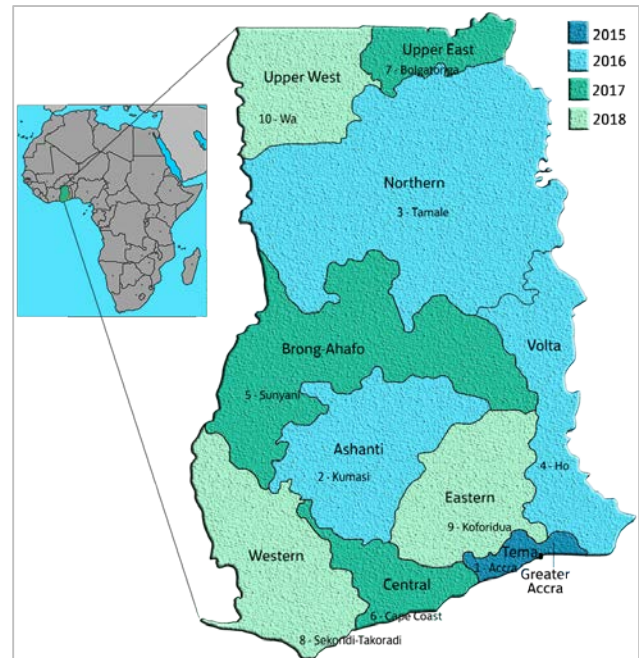 2015
2016
2017
2018
Upper East
7 - Bolgatonga
Upper West
10 - Wa
Northern
3 - Tamale
Brong-Ahafo
Volta
5 - Sunyani
Ashanti
2 - Kumasi
4 - Ho
Eastern
9 - Koforidua
Western
Tema
1 - Accra
Greater
Accra
Central
6 - Cape Coast
8 - Sekondi-Takoradi